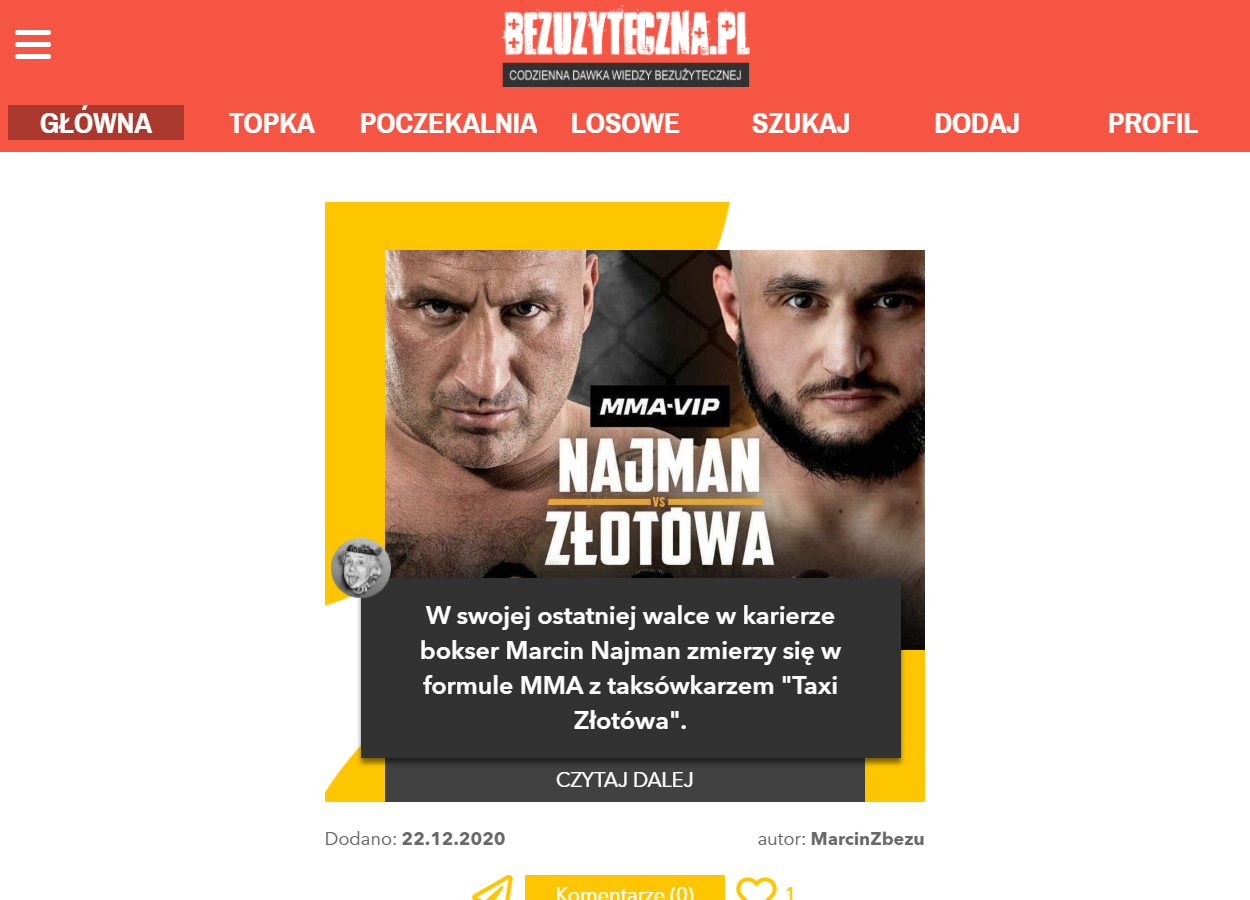 BEZUZYTECZNA.PL
CODZIENNA DAWKA WIEDZY BEZUŻYTECZNEJ
GŁÓWNA TOPKA POCZEKALNIA LOSOWE SZUKAJ DODAJ PROFIL
MMA-VIP
NAJMAN
VS
ZŁOTÓWA
W swojej ostatniej walce w karierze
bokser Marcin Najman zmierzy się w
formule MMA z taksówkarzem "Taxi
Złotówa".
CZYTAJ DALEJ
Dodano: 22.12.2020 autor: MarcinZbezu
Komentarze (0) 1